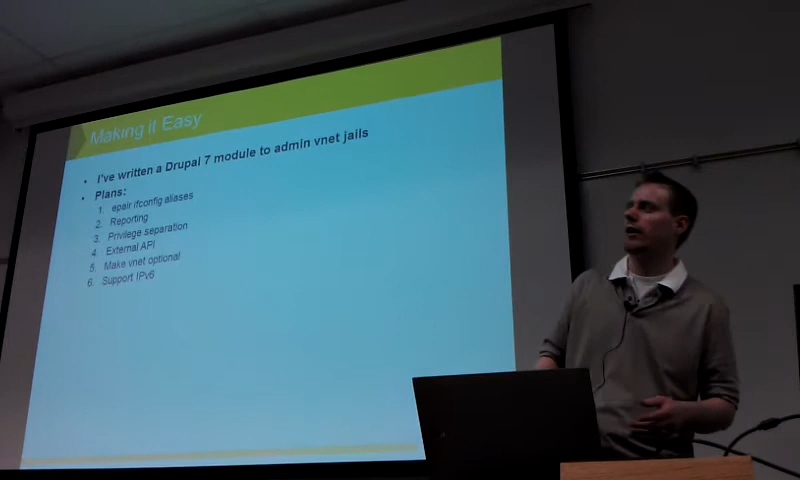 Making it Easy
• I've written a Drupal 7 module to admin vnet jails
• Plans:
1. epair ifconfig aliases
2. Reporting
3. Privilege separation
4. External API
5. Make vnet optional
6. Support IPv6